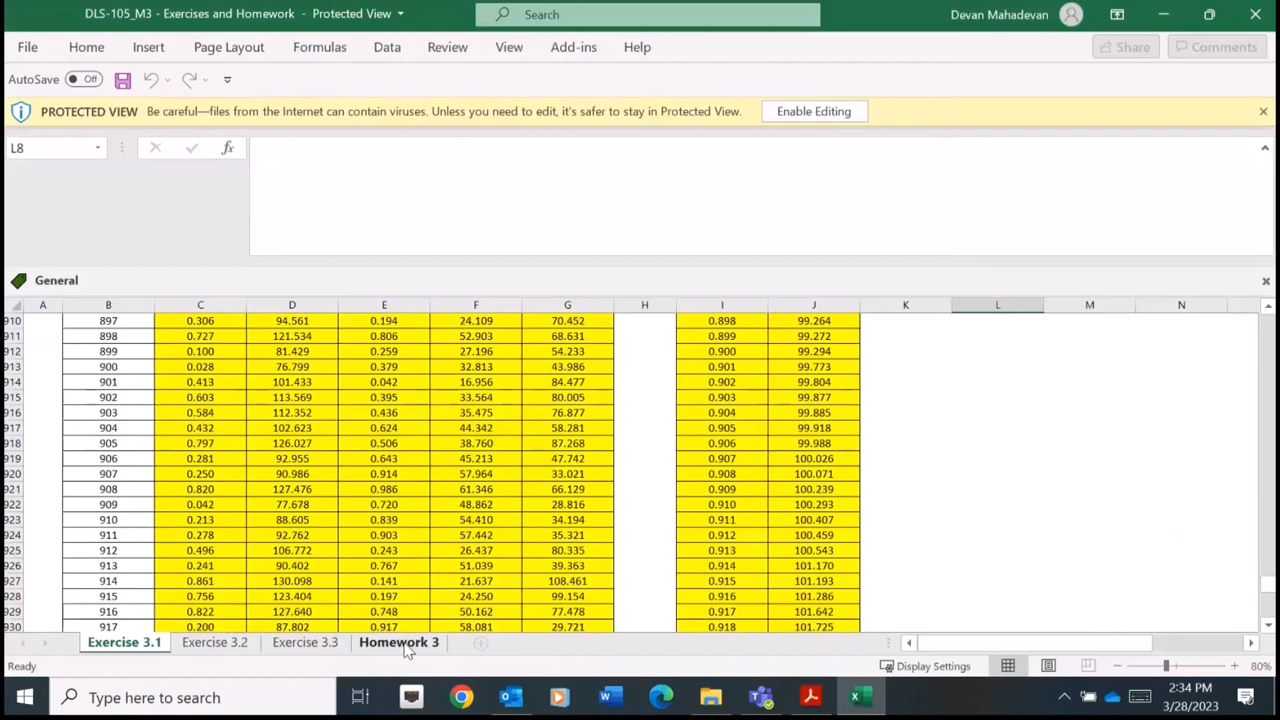 DLS-105_M3 - Exercises and Homework - Protected View
Search
Devan Mahadevan
File Home Insert Page Layout Formulas Data Review View Add-ins Help
Share Comments
AutoSave Off
PROTECTED VIEW Be careful—files from the Internet can contain viruses. Unless you need to edit, it's safer to stay in Protected View. Enable Editing
L8 fx
General
A B C D E F G H I J K L M N
910 897 0.306 94.561 0.194 24.109 70.452 0.898 99.264
911 898 0.727 121.534 0.806 52.903 68.631 0.899 99.272
912 899 0.100 81.429 0.259 27.196 54.233 0.900 99.294
913 900 0.028 76.799 0.379 32.813 43.986 0.901 99.773
914 901 0.413 101.433 0.042 16.956 84.477 0.902 99.804
915 902 0.603 113.569 0.395 33.564 80.005 0.903 99.877
916 903 0.584 112.352 0.436 35.475 76.877 0.904 99.885
917 904 0.432 102.623 0.624 44.342 58.281 0.905 99.918
918 905 0.797 126.027 0.506 38.760 87.268 0.906 99.988
919 906 0.281 92.955 0.643 45.213 47.742 0.907 100.026
920 907 0.250 90.986 0.914 57.964 33.021 0.908 100.071
921 908 0.820 127.476 0.986 61.346 66.129 0.909 100.239
922 909 0.042 77.678 0.720 48.862 28.816 0.910 100.293
923 910 0.213 88.605 0.839 54.410 34.194 0.911 100.407
924 911 0.278 92.762 0.903 57.442 35.321 0.912 100.459
925 912 0.496 106.772 0.243 26.437 80.335 0.913 100.543
926 913 0.241 90.402 0.767 51.039 39.363 0.914 101.170
927 914 0.861 130.098 0.141 21.637 108.461 0.915 101.193
928 915 0.756 123.404 0.197 24.250 99.154 0.916 101.286
929 916 0.822 127.640 0.748 50.162 77.478 0.917 101.642
930 917 0.200 87.802 0.917 58.081 29.721 0.918 101.725
Exercise 3.1 Exercise 3.2 Exercise 3.3 Homework 3
Ready Display Settings 80%
Type here to search
2:34 PM
3/28/2023